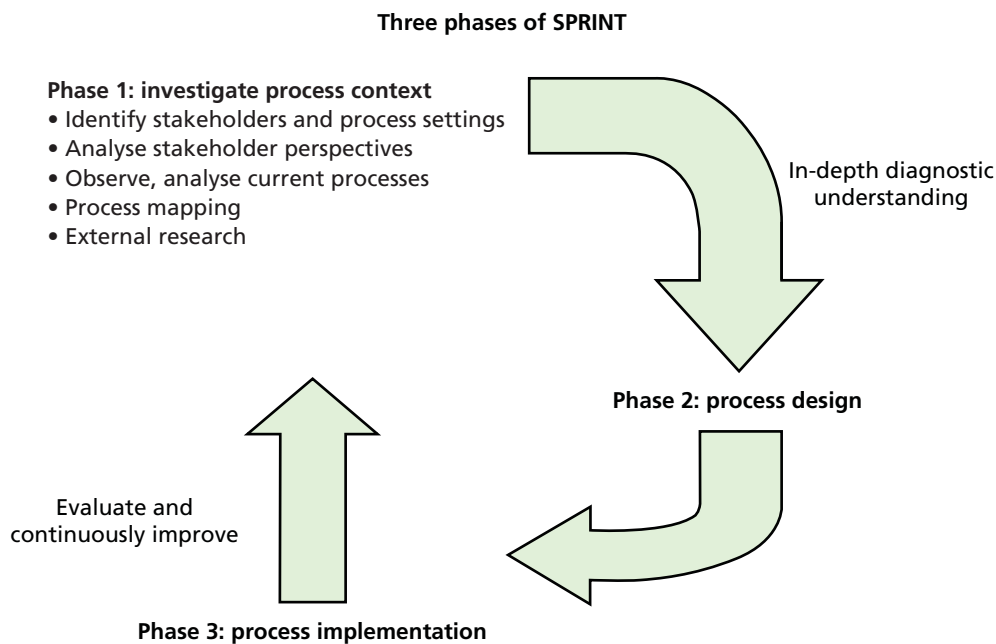 Three phases of SPRINT
Phase 1: investigate process context
• Identify stakeholders and process settings
• Analyse stakeholder perspectives
• Observe, analyse current processes
• Process mapping
• External research
In-depth diagnostic
understanding
Phase 2: process design
Evaluate and
continuously improve
Phase 3: process implementation